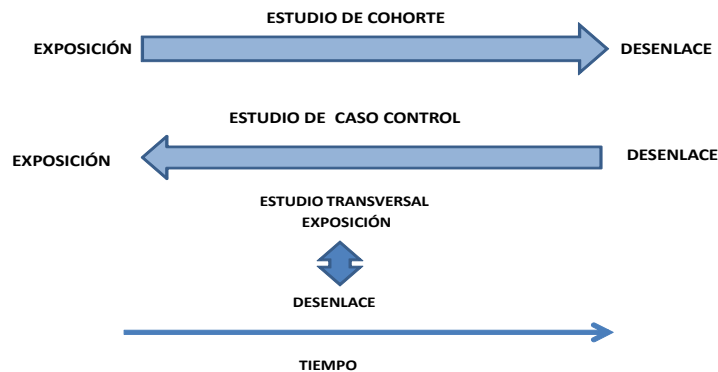 ESTUDIO DE COHORTE
EXPOSICIÓN
DESENLACE
ESTUDIO DE CASO CONTROL
EXPOSICIÓN
DESENLACE
ESTUDIO TRANSVERSAL
EXPOSICIÓN
DESENLACE
TIEMPO